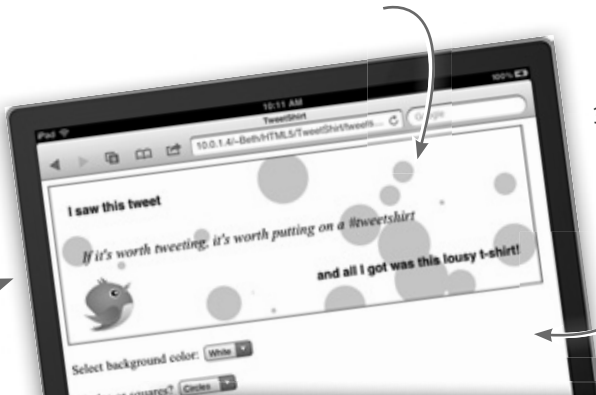 iPad 10:11 AM 100%
TweetShirt
10.0.1.4/~Beth/HTML5/TweetShirt/tweets... Google
I saw this tweet
If it's worth tweeting, it's worth putting on a #tweetshirt
and all I got was this lousy t-shirt!
Select background color: White
squares? Circles